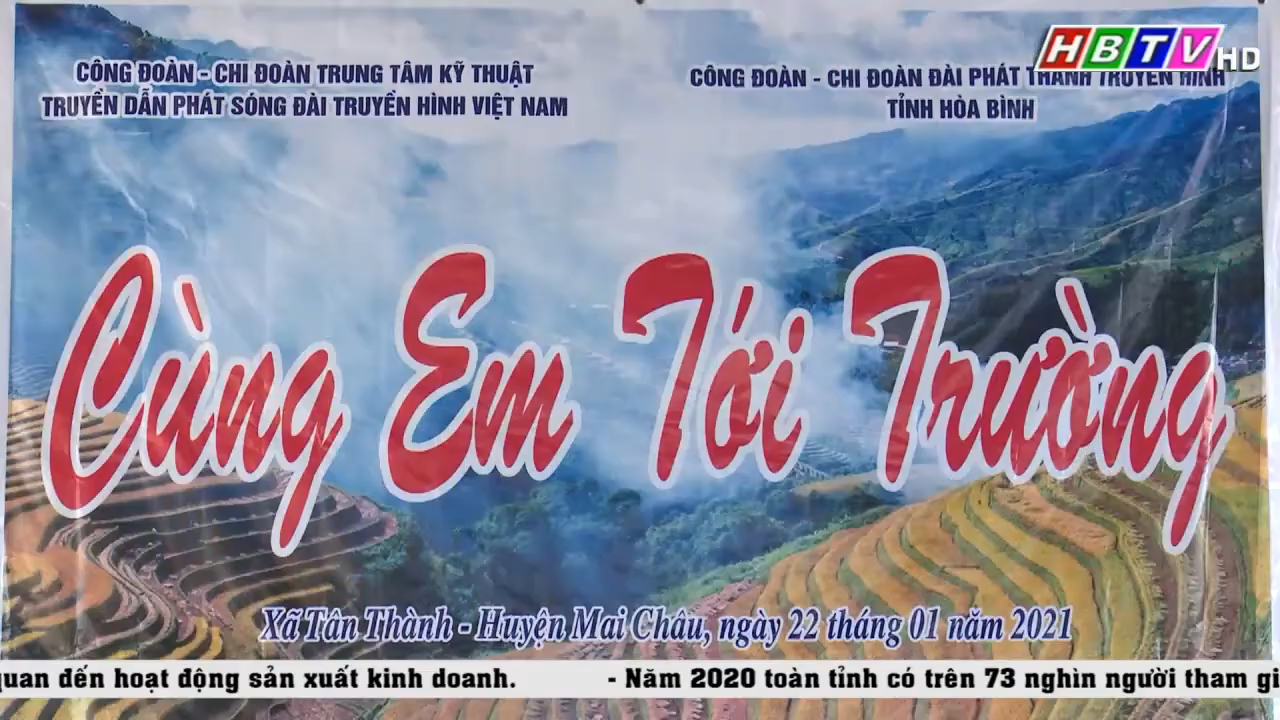 HBTV HD
CÔNG ĐOÀN - CHI ĐOÀN TRUNG TÂM KỸ THUẬT
TRUYỀN DẪN PHÁT SÓNG ĐÀI TRUYỀN HÌNH VIỆT NAM
CÔNG ĐOÀN - CHI ĐOÀN ĐÀI PHÁT THANH TRUYỀN HÌNH
TỈNH HÒA BÌNH
Cùng Em Tới Trường
Xã Tân Thành - Huyện Mai Châu, ngày 22 tháng 01 năm 2021
quan đến hoạt động sản xuất kinh doanh. - Năm 2020 toàn tỉnh có trên 73 nghìn người tham gi